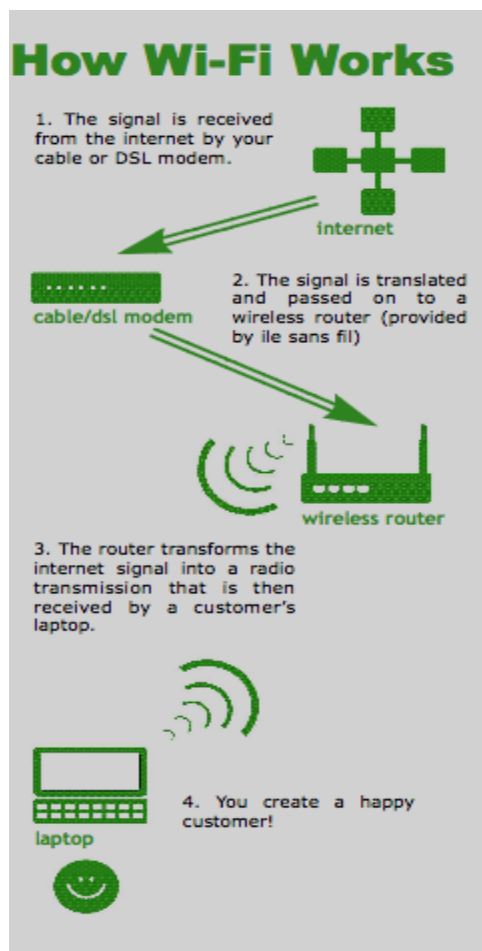 How Wi-Fi Works
1. The signal is received
from the internet by your
cable or DSL modem.
internet
2. The signal is translated
and passed on to a
wireless router (provided
by ile sans fil)
cable/dsl modem
wireless router
3. The router transforms the
internet signal into a radio
transmission that is then
received by a customer's
laptop.
4. You create a happy
customer!
laptop